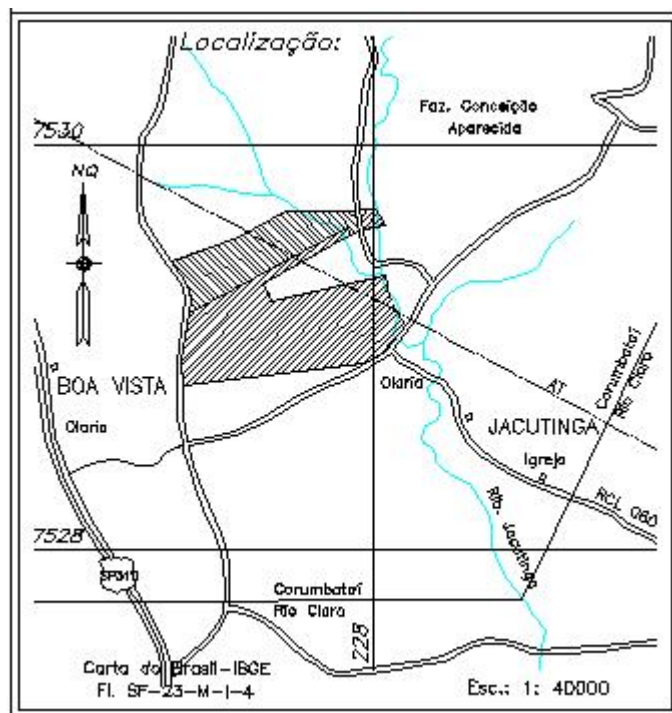 Localização:
Faz. Conceição
Aparecida
7530
NQ
BOA VISTA
Olaria
Olaria
AT
Corumbataí
Rio Claro
JACUTINGA
Igreja
RCL 060
Rib. Jacutinga
7528
SP310
Corumbataí
Rio Claro
228
Carta do Brasil-IBGE
Fl. SF-23-M-I-4
Esc.: 1: 40000